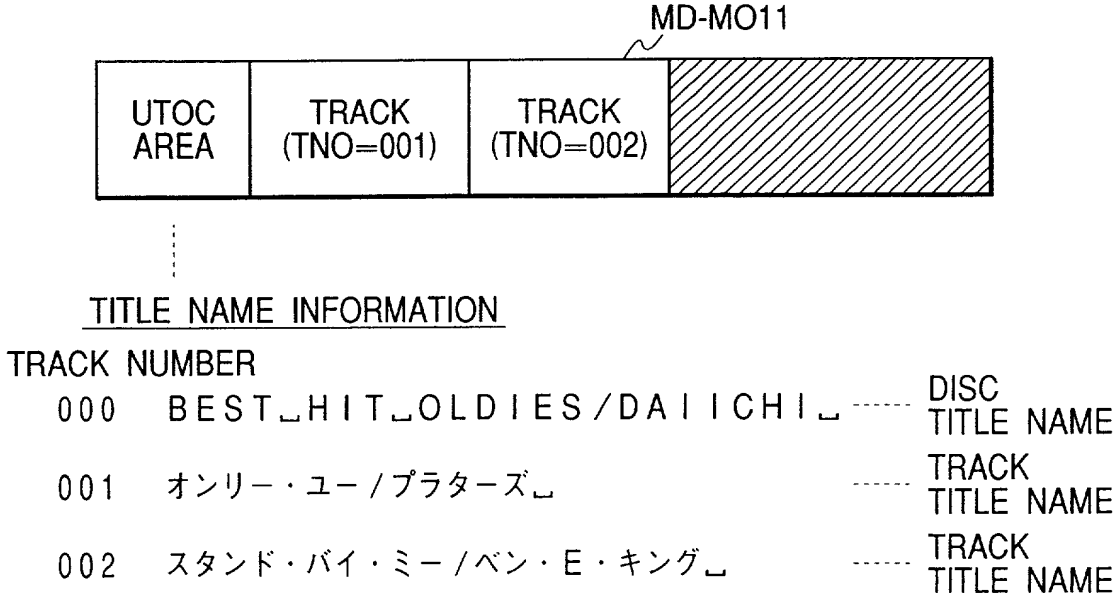 MD-MO11
UTOC AREA
TRACK (TNO=001)
TRACK (TNO=002)
TITLE NAME INFORMATION
TRACK NUMBER
000 BEST␣HIT␣OLDIES/DAIICHI␣ ------ DISC TITLE NAME
001 オンリー・ユー/プラターズ␣ ------ TRACK TITLE NAME
002 スタンド・バイ・ミー/ベン・E・キング␣ ------ TRACK TITLE NAME